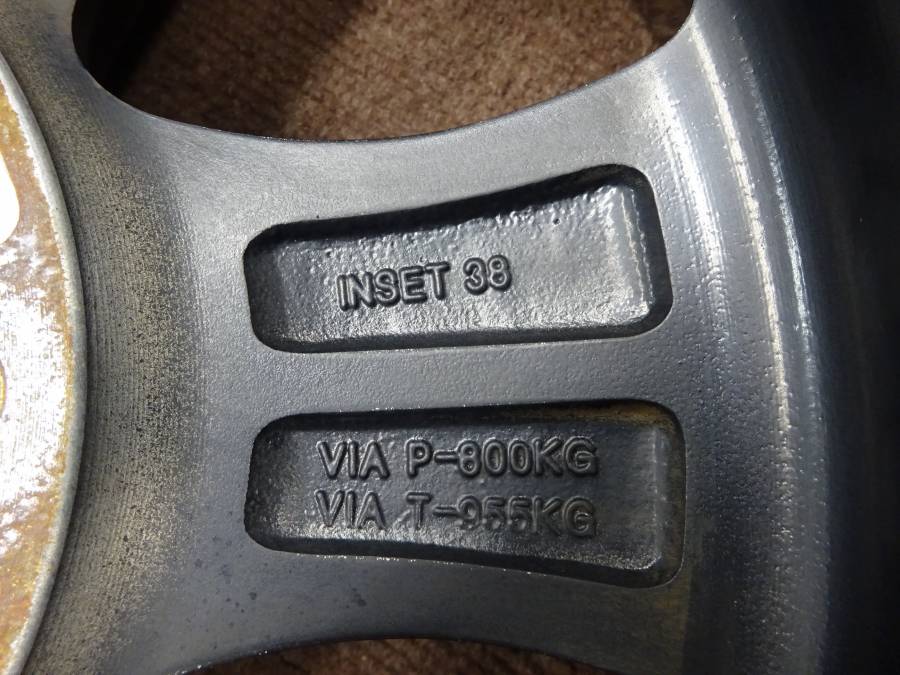 INSET 38
VIA P-800KG
VIA T-955KG